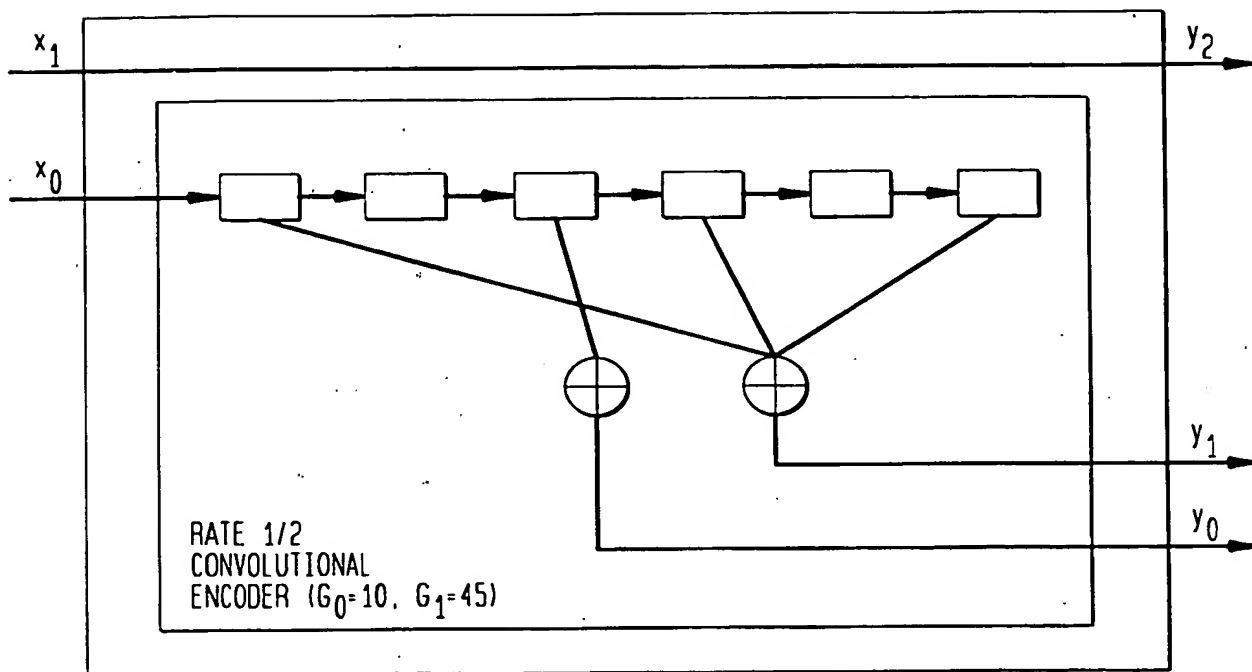 x1
y2
x0
y1
y0
RATE 1/2
CONVOLUTIONAL
ENCODER (G0=10, G1=45)